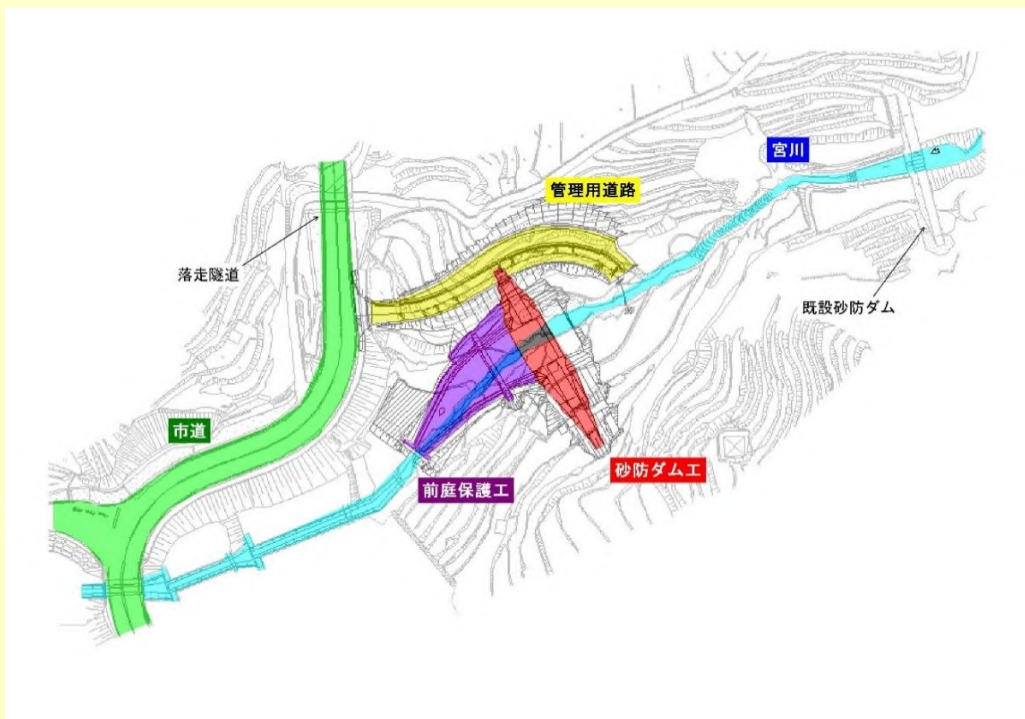 宮川
管理用道路
落走隧道
既設砂防ダム
市道
砂防ダム工
前庭保護工